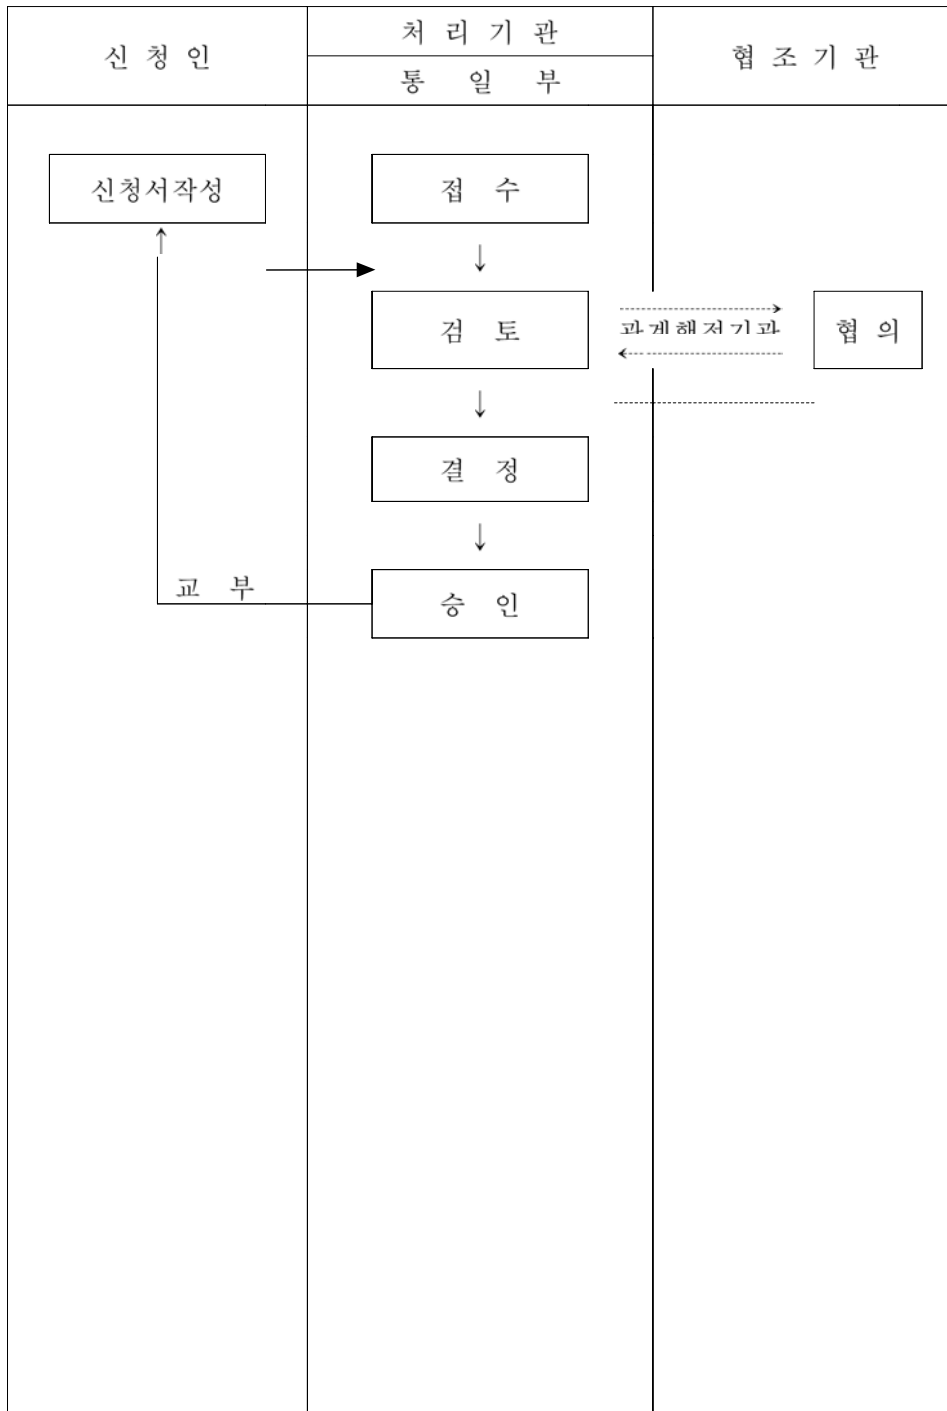 신 청 인
처 리 기 관
통 일 부
협 조 기 관
신청서작성
접 수
검 토
관계행정기관
협 의
결 정
교 부
승 인